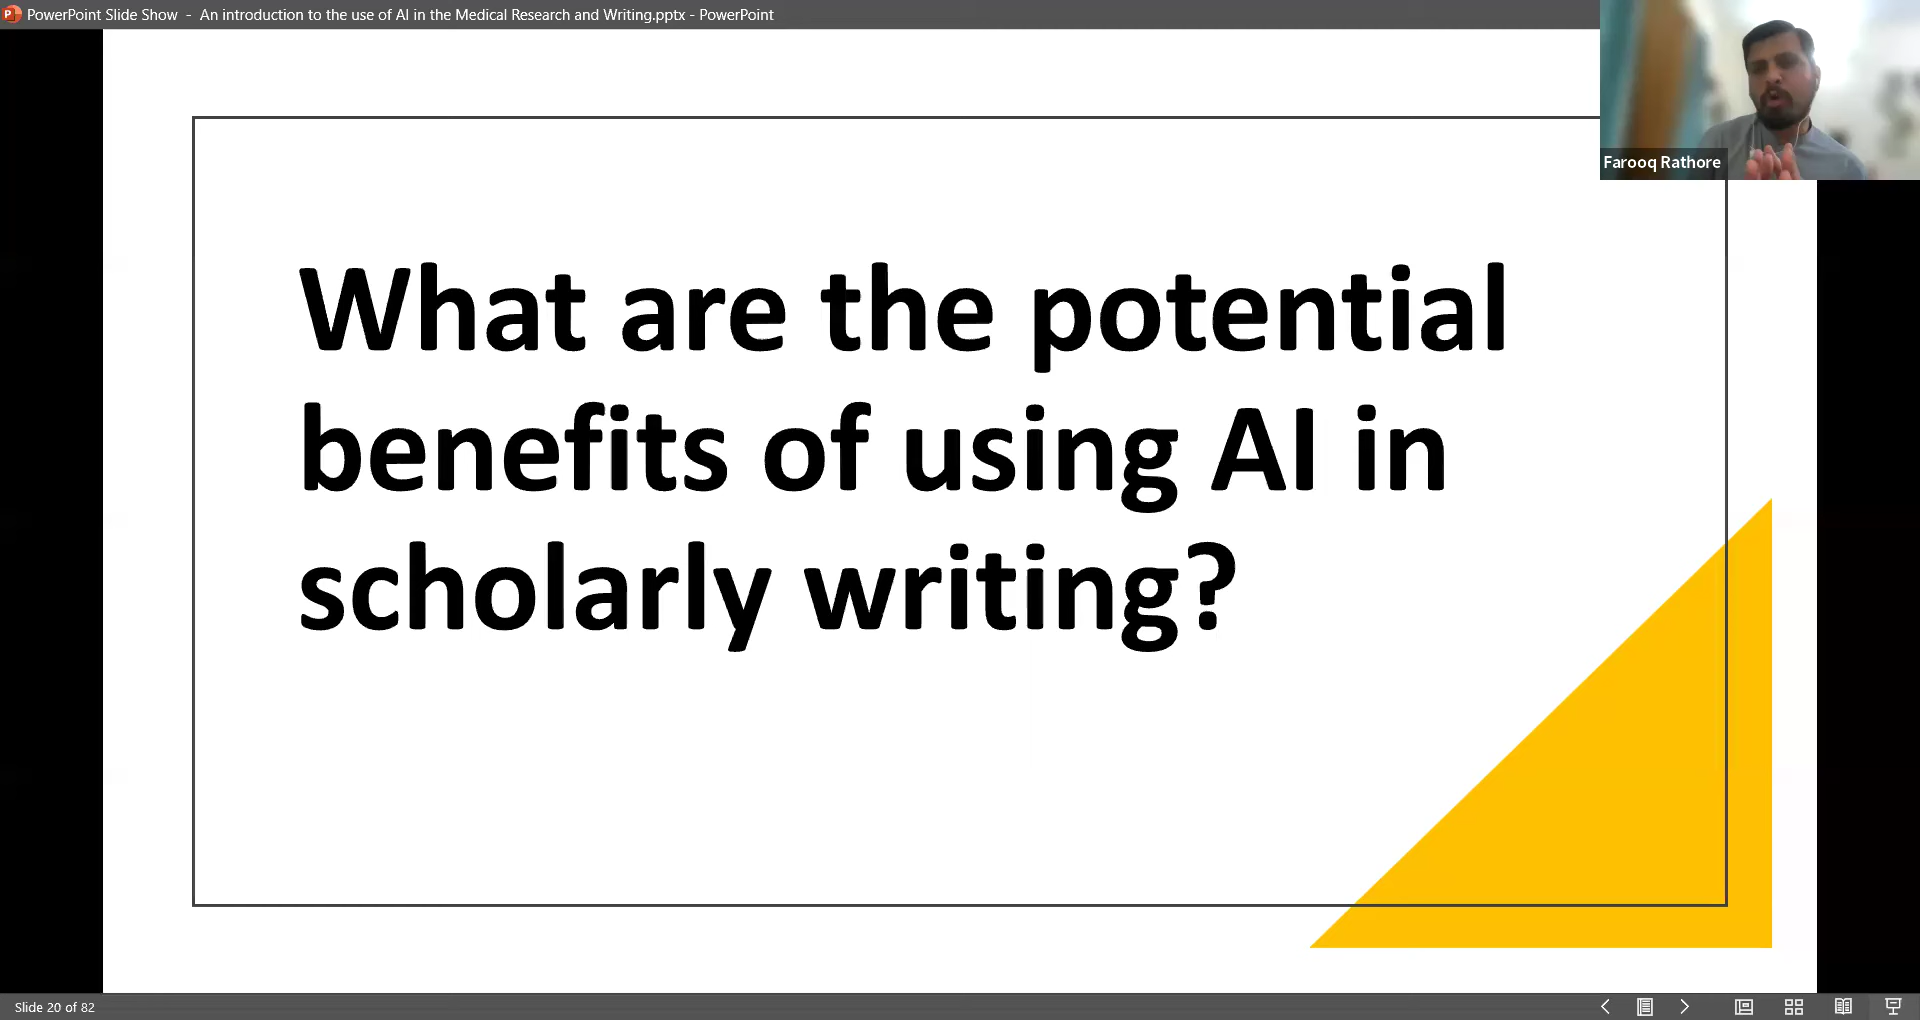 PowerPoint Slide Show - An introduction to the use of AI in the Medical Research and Writing.pptx - PowerPoint
Farooq Rathore
What are the potential
benefits of using AI in
scholarly writing?
Slide 20 of 82